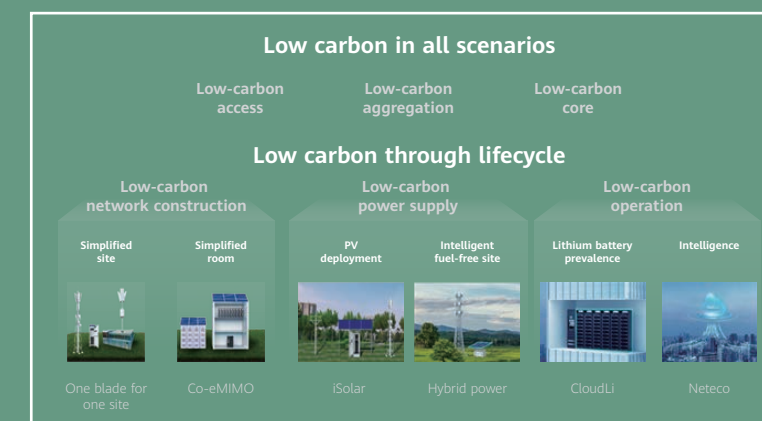 Low carbon in all scenarios
Low-carbon
access
Low-carbon
aggregation
Low-carbon
core
Low carbon through lifecycle
Low-carbon
network construction
Low-carbon
power supply
Low-carbon
operation
Simplified
site
Simplified
room
PV
deployment
Intelligent
fuel-free site
Lithium battery
prevalence
Intelligence
One blade for
one site
Co-eMIMO
iSolar
Hybrid power
CloudLi
Neteco